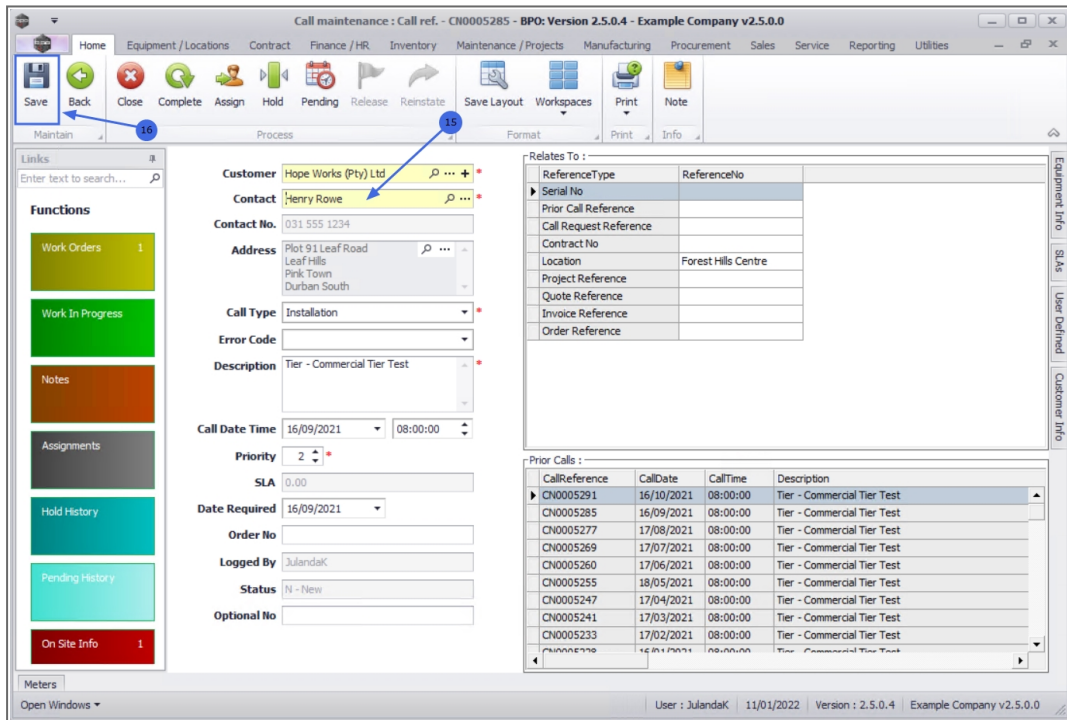 Call maintenance : Call ref. - CN0005285 - BPO: Version 2.5.0.4 - Example Company v2.5.0.0
Home Equipment / Locations Contract Finance / HR Inventory Maintenance / Projects Manufacturing Procurement Sales Service Reporting Utilities
Save Back Close Complete Assign Hold Pending Release Reinstate Save Layout Workspaces Print Note
Maintain Process Format Print Info
16
15
Links
Enter text to search...
Functions
Work Orders 1
Work In Progress
Notes
Assignments
Hold History
Pending History
On Site Info 1
Customer Hope Works (Pty) Ltd *
Contact Henry Rowe *
Contact No. 031 555 1234
Address Plot 91 Leaf Road
Leaf Hills
Pink Town
Durban South
Call Type Installation *
Error Code
Description Tier - Commercial Tier Test *
Call Date Time 16/09/2021 08:00:00
Priority 2 *
SLA 0.00
Date Required 16/09/2021
Order No
Logged By JulandaK
Status N - New
Optional No
Relates To :
ReferenceType ReferenceNo
Serial No
Prior Call Reference
Call Request Reference
Contract No
Location Forest Hills Centre
Project Reference
Quote Reference
Invoice Reference
Order Reference
Prior Calls :
CallReference CallDate CallTime Description
CN0005291 16/10/2021 08:00:00 Tier - Commercial Tier Test
CN0005285 16/09/2021 08:00:00 Tier - Commercial Tier Test
CN0005277 17/08/2021 08:00:00 Tier - Commercial Tier Test
CN0005269 17/07/2021 08:00:00 Tier - Commercial Tier Test
CN0005260 17/06/2021 08:00:00 Tier - Commercial Tier Test
CN0005255 18/05/2021 08:00:00 Tier - Commercial Tier Test
CN0005247 17/04/2021 08:00:00 Tier - Commercial Tier Test
CN0005241 17/03/2021 08:00:00 Tier - Commercial Tier Test
CN0005233 17/02/2021 08:00:00 Tier - Commercial Tier Test
CN0005228 16/01/2021 08:00:00 Tier - Commercial Tier Test
Equipment Info
SLAs
User Defined
Customer Info
Meters
Open Windows User : JulandaK 11/01/2022 Version : 2.5.0.4 Example Company v2.5.0.0